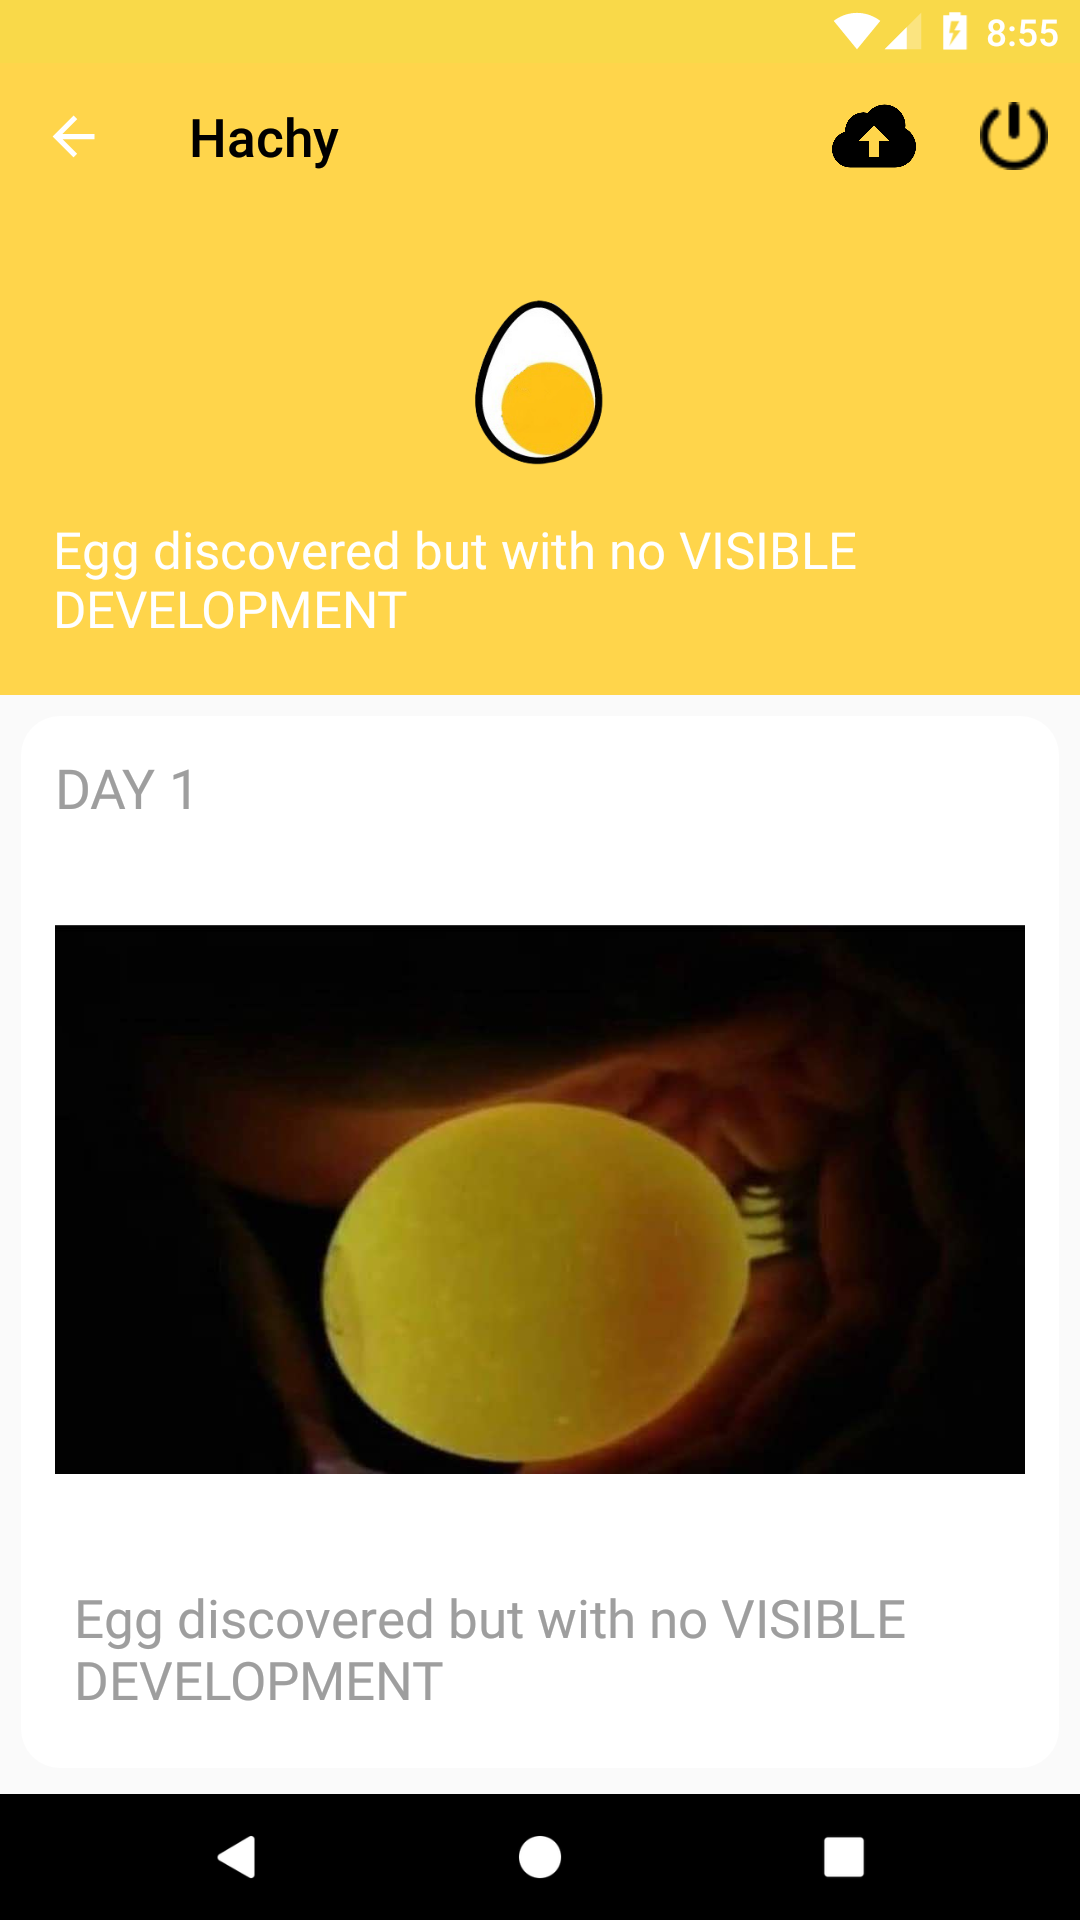 8:55
Hachy
Egg discovered but with no VISIBLE
DEVELOPMENT
DAY 1
Egg discovered but with no VISIBLE
DEVELOPMENT